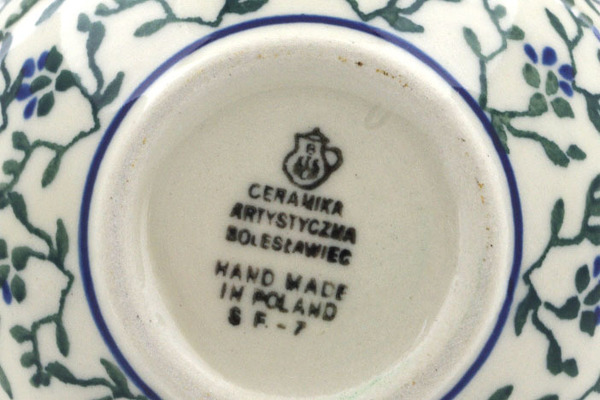 B
CERAMIKA
ARTYSTYCZNA
BOLESŁAWIEC
HAND MADE
IN POLAND
S F. - 7